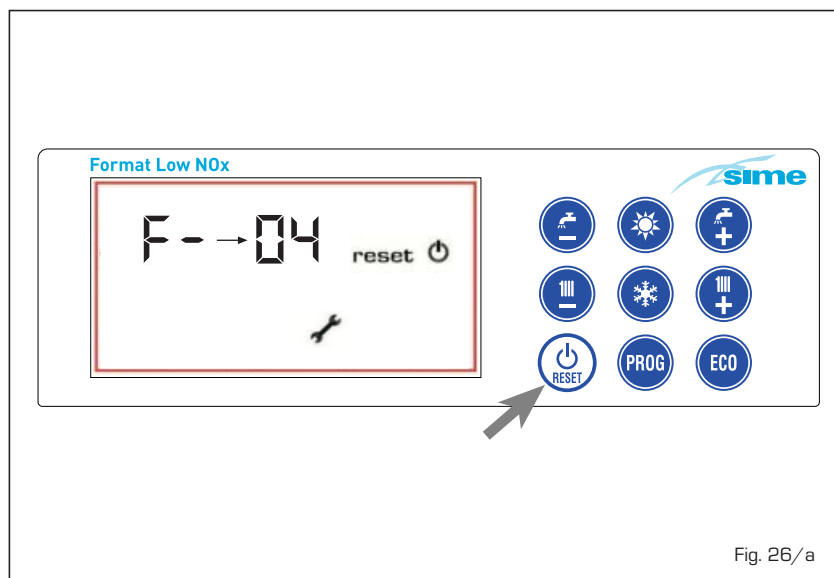 Format Low NOx
sime
F-→04 reset
RESET
PROG
ECO
Fig. 26/a